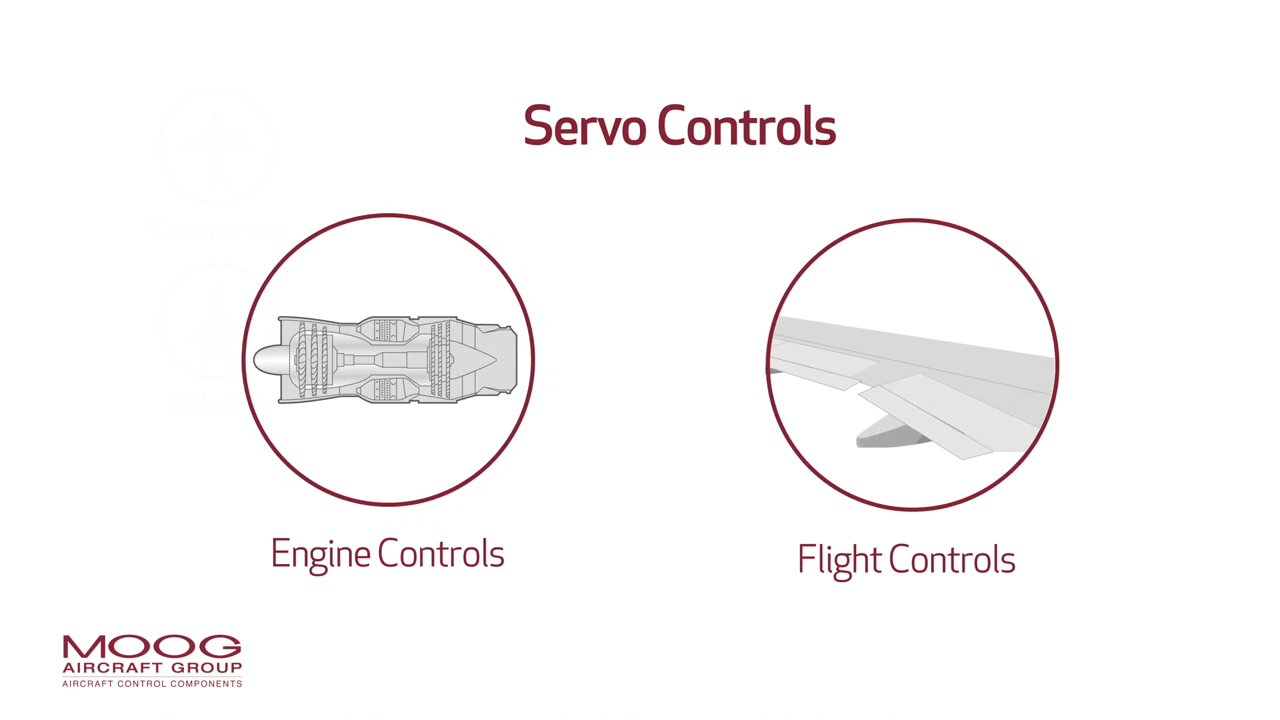 Servo Controls
Engine Controls
Flight Controls
MOOG
AIRCRAFT GROUP
AIRCRAFT CONTROL COMPONENTS